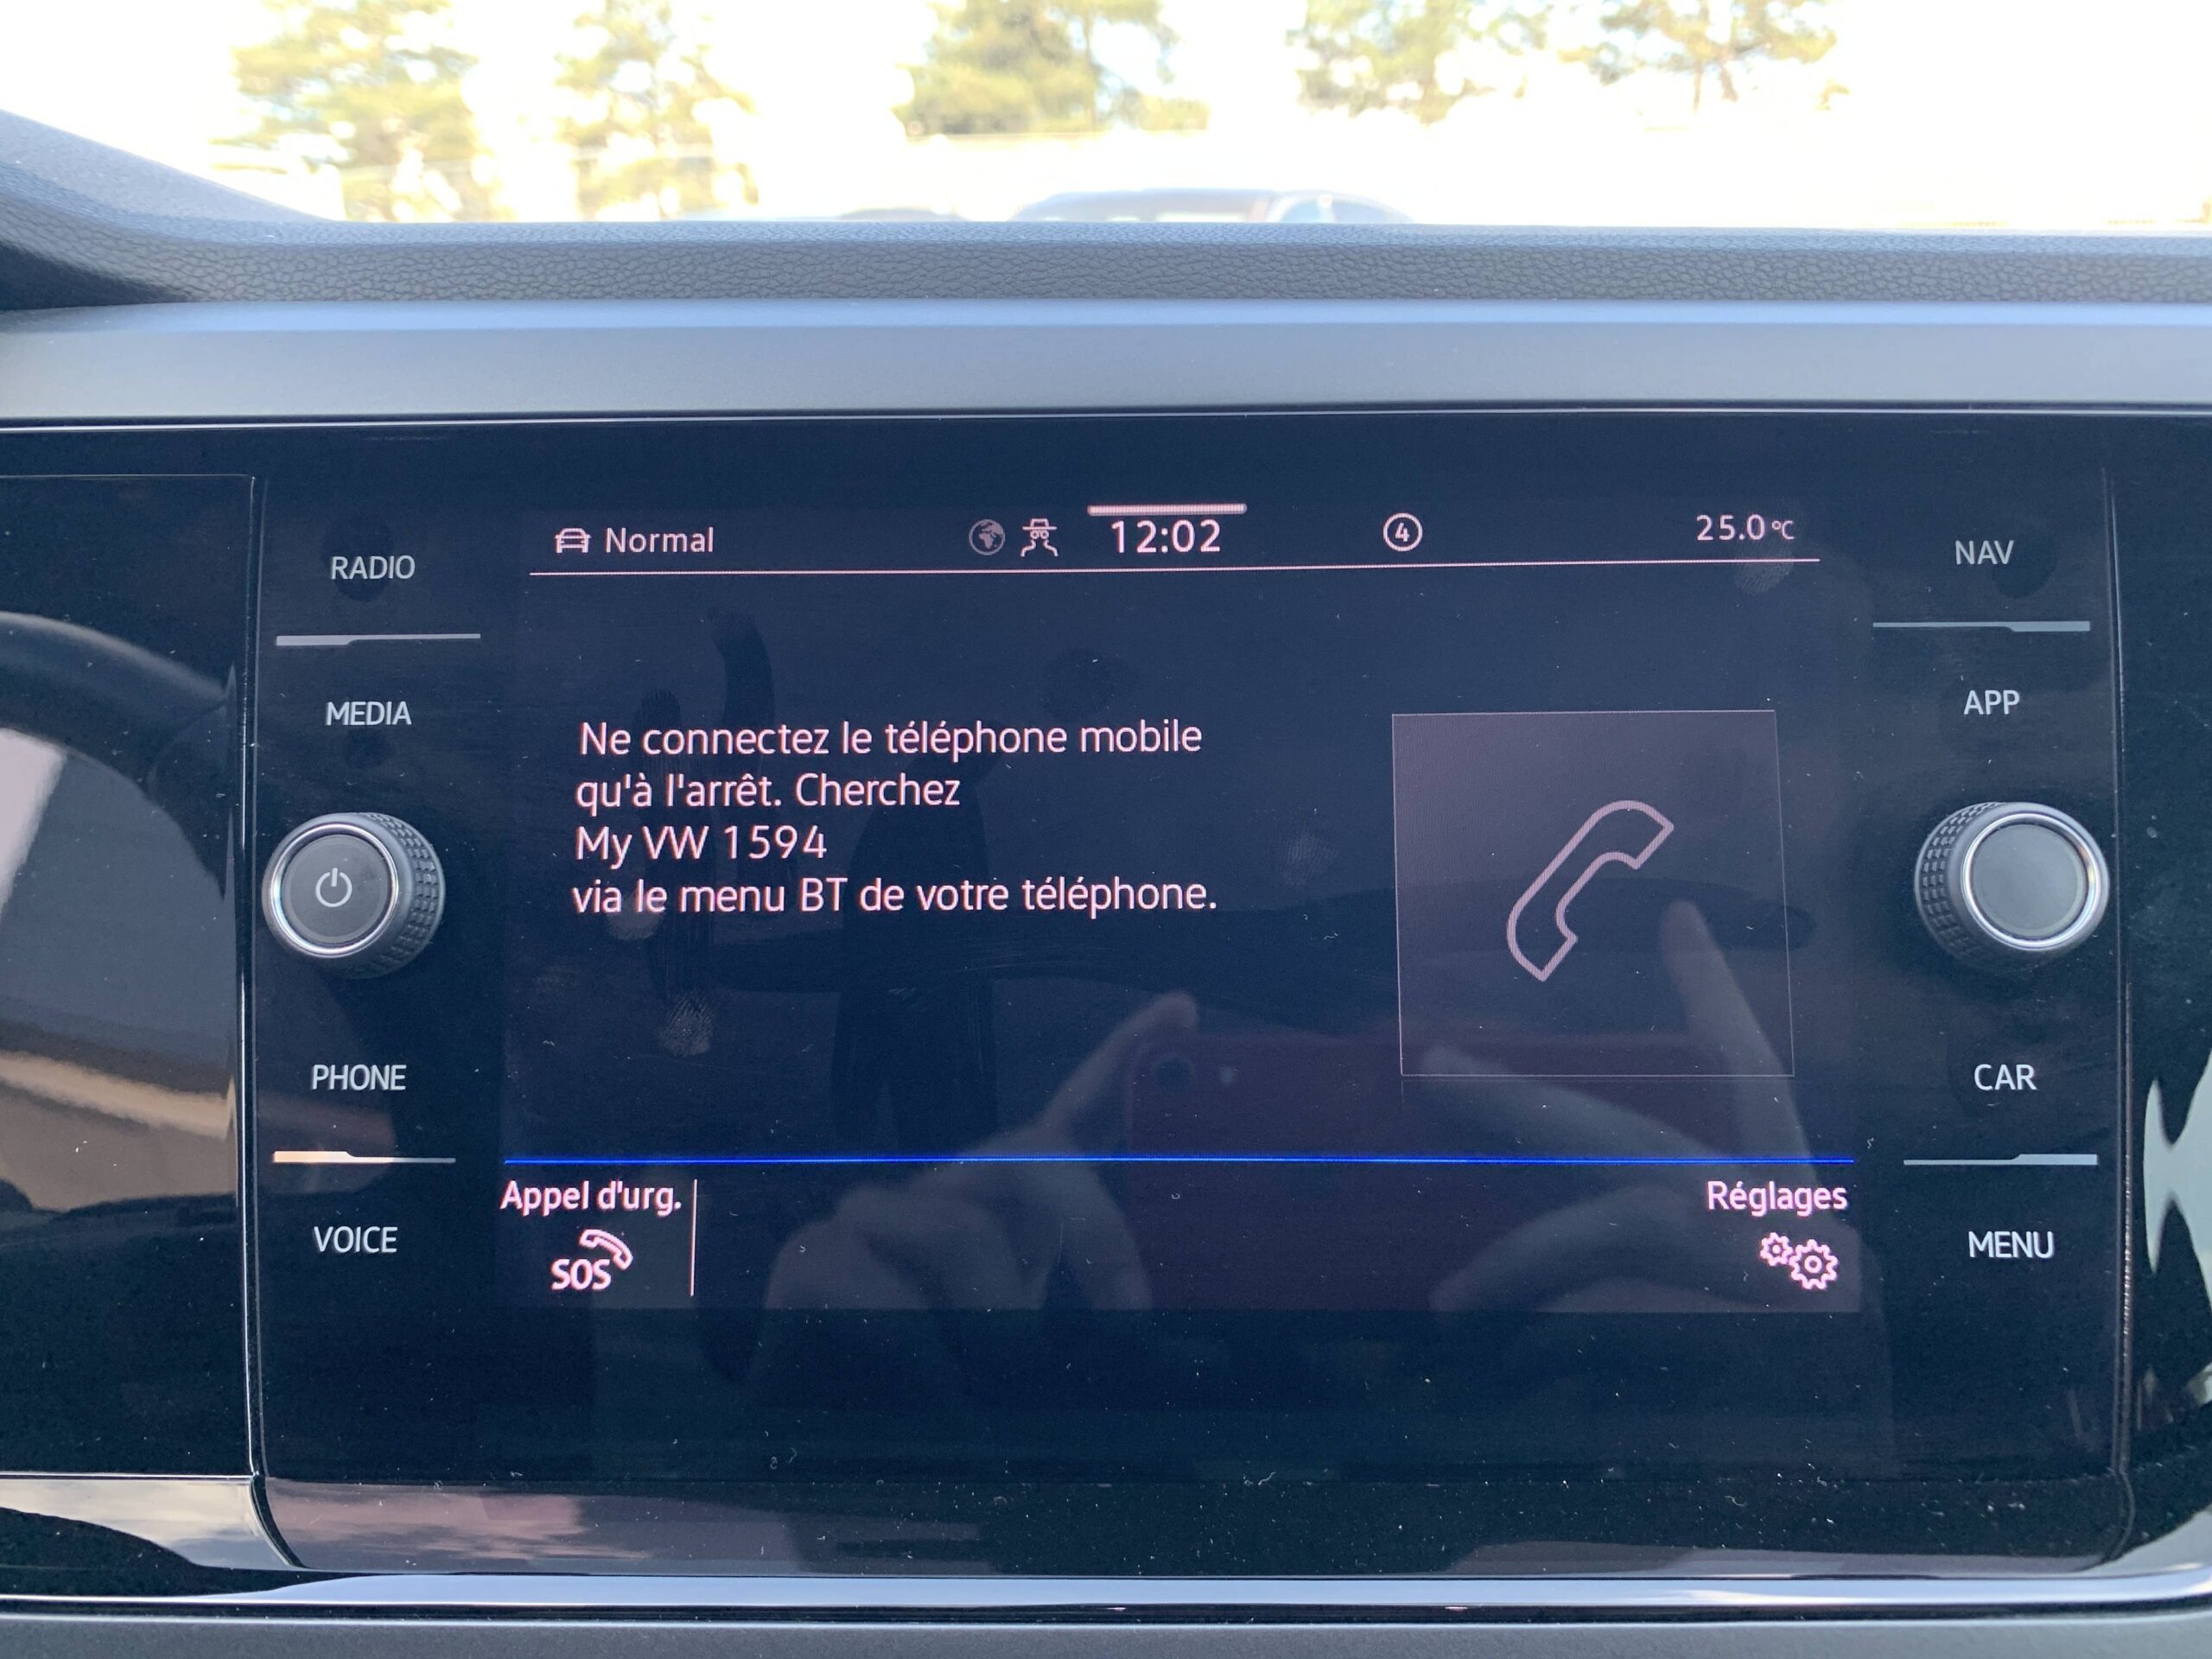 Normal
12:02
4
25.0°C
RADIO
NAV
MEDIA
APP
Ne connectez le téléphone mobile
qu'à l'arrêt. Cherchez
My VW 1594
via le menu BT de votre téléphone.
PHONE
CAR
Appel d'urg.
Réglages
VOICE
SOS
MENU